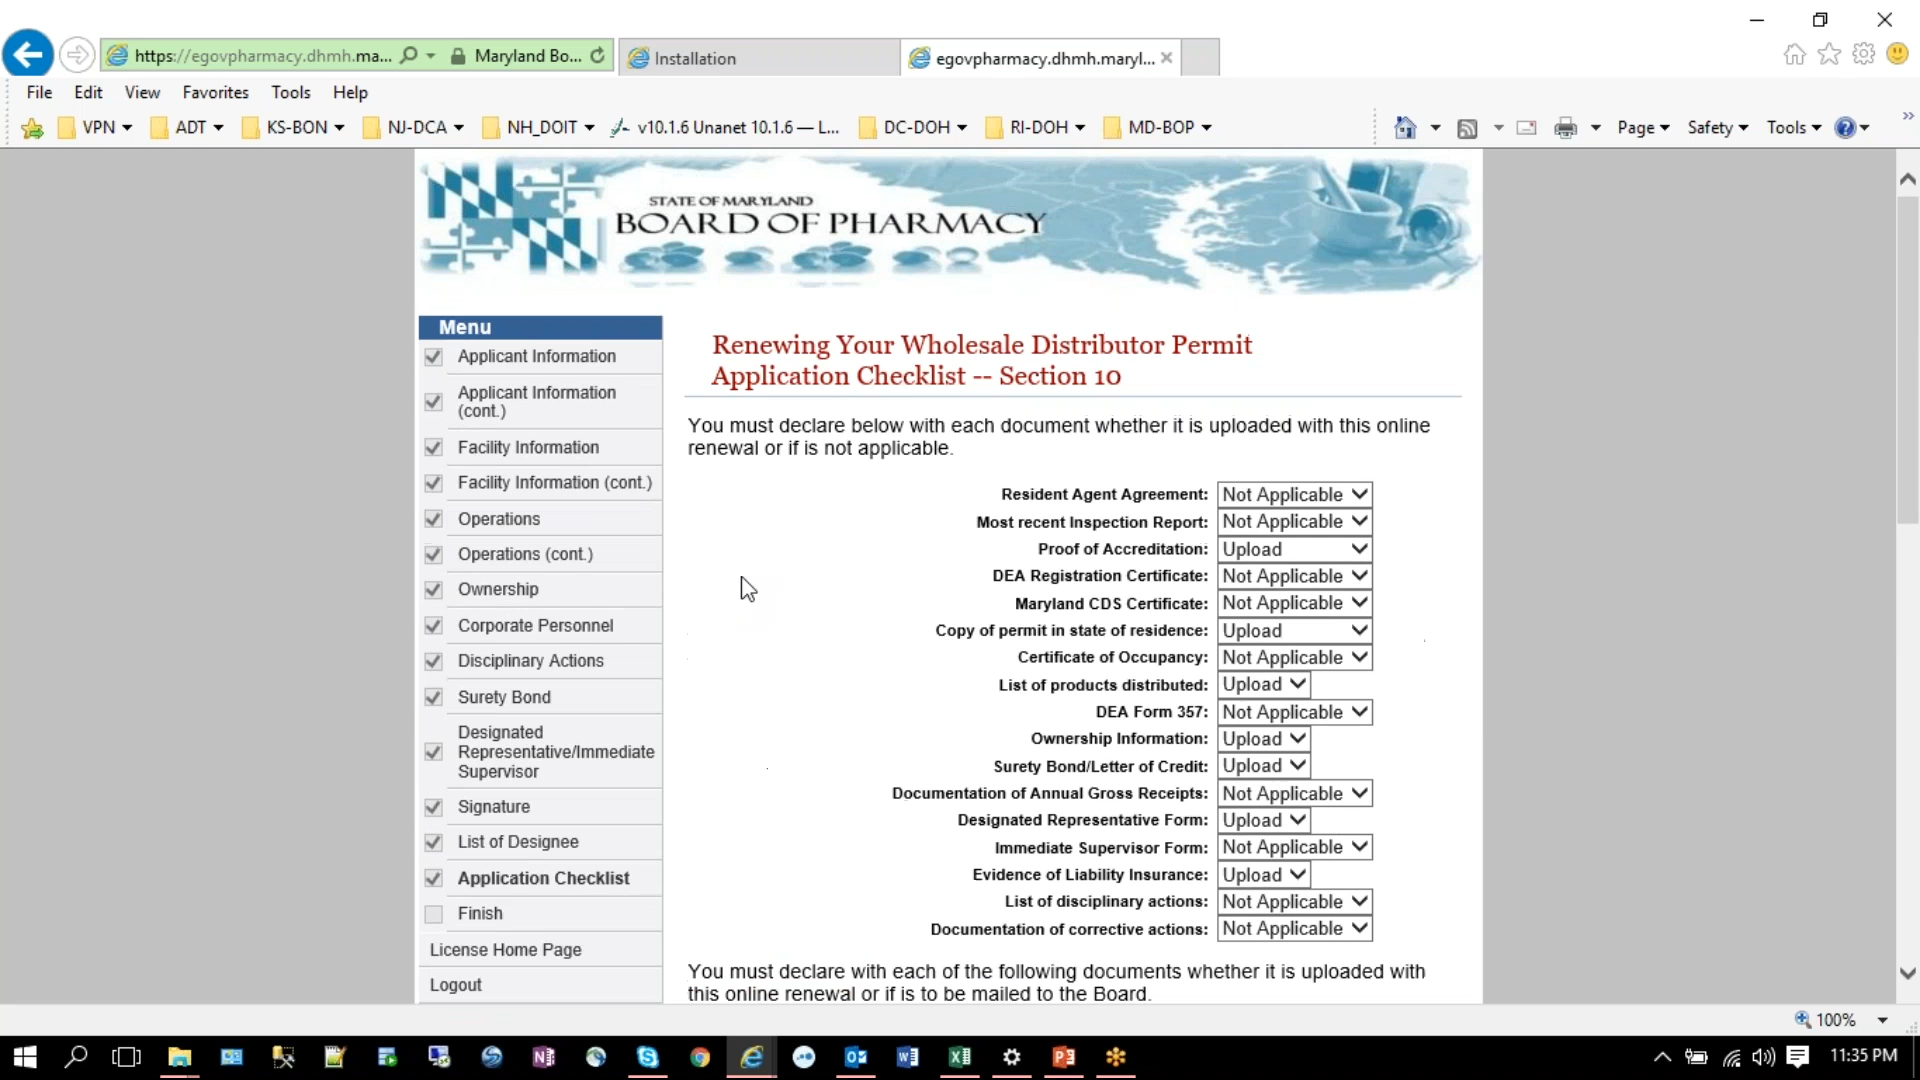 https://egovpharmacy.dhmh.ma...
Maryland Bo...
Installation
egovpharmacy.dhmh.maryl...
File Edit View Favorites Tools Help
VPN ADT KS-BON NJ-DCA NH_DOIT v10.1.6 Unanet 10.1.6 — L... DC-DOH RI-DOH MD-BOP Page Safety Tools
STATE OF MARYLAND
BOARD OF PHARMACY
Menu
Applicant Information
Applicant Information
(cont.)
Facility Information
Facility Information (cont.)
Operations
Operations (cont.)
Ownership
Corporate Personnel
Disciplinary Actions
Surety Bond
Designated
Representative/Immediate
Supervisor
Signature
List of Designee
Application Checklist
Finish
License Home Page
Logout
Renewing Your Wholesale Distributor Permit
Application Checklist -- Section 10
You must declare below with each document whether it is uploaded with this online
renewal or if is not applicable.
Resident Agent Agreement: Not Applicable
Most recent Inspection Report: Not Applicable
Proof of Accreditation: Upload
DEA Registration Certificate: Not Applicable
Maryland CDS Certificate: Not Applicable
Copy of permit in state of residence: Upload
Certificate of Occupancy: Not Applicable
List of products distributed: Upload
DEA Form 357: Not Applicable
Ownership Information: Upload
Surety Bond/Letter of Credit: Upload
Documentation of Annual Gross Receipts: Not Applicable
Designated Representative Form: Upload
Immediate Supervisor Form: Not Applicable
Evidence of Liability Insurance: Upload
List of disciplinary actions: Not Applicable
Documentation of corrective actions: Not Applicable
You must declare with each of the following documents whether it is uploaded with
this online renewal or if is to be mailed to the Board.
100%
11:35 PM